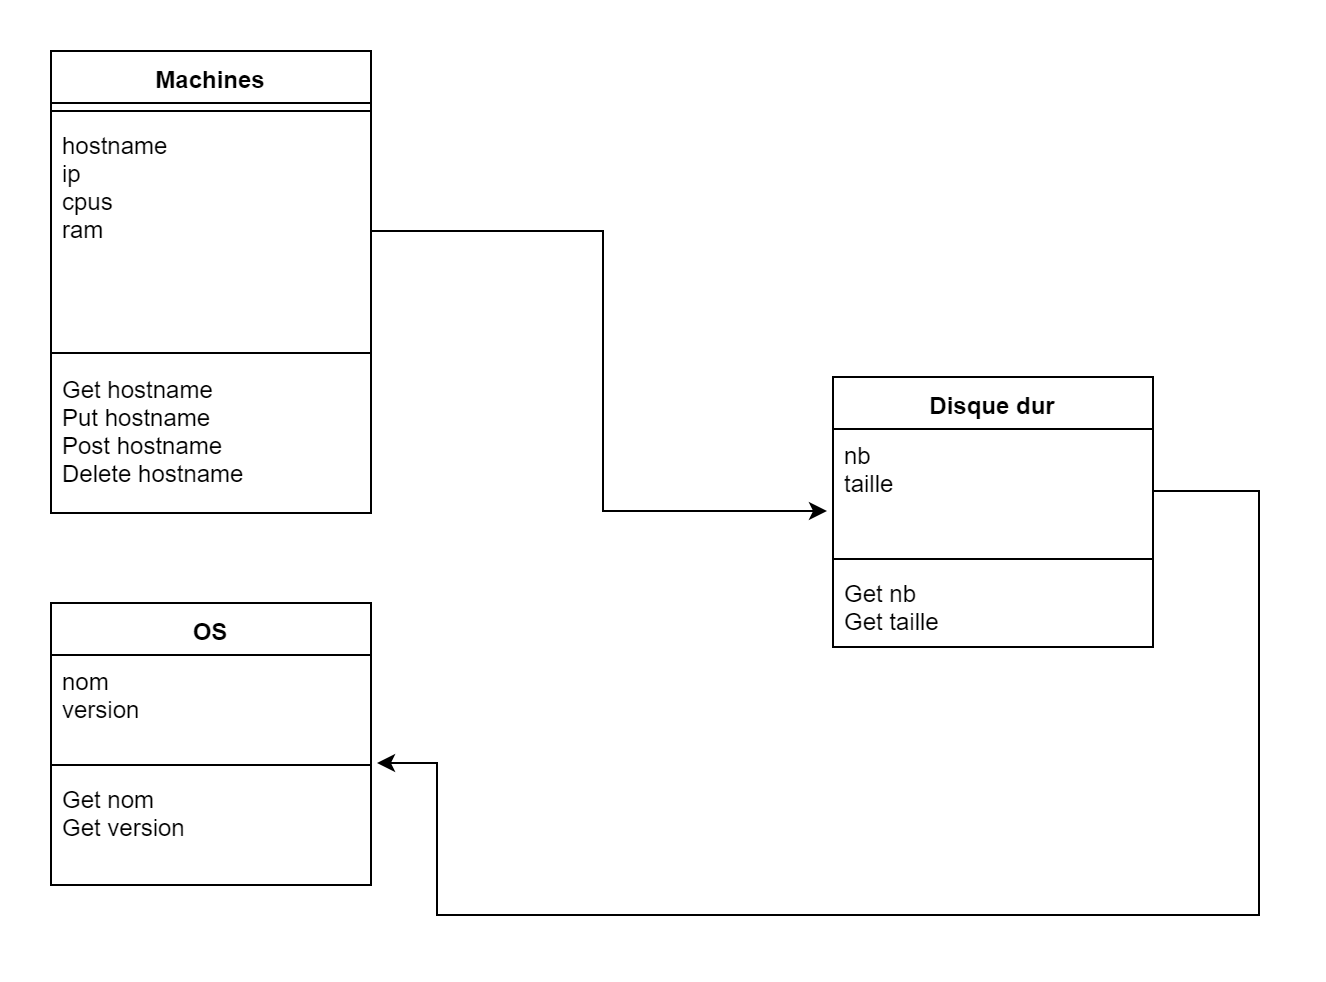 Machines
hostname
ip
cpus
ram
Get hostname
Put hostname
Post hostname
Delete hostname
Disque dur
nb
taille
Get nb
Get taille
OS
nom
version
Get nom
Get version